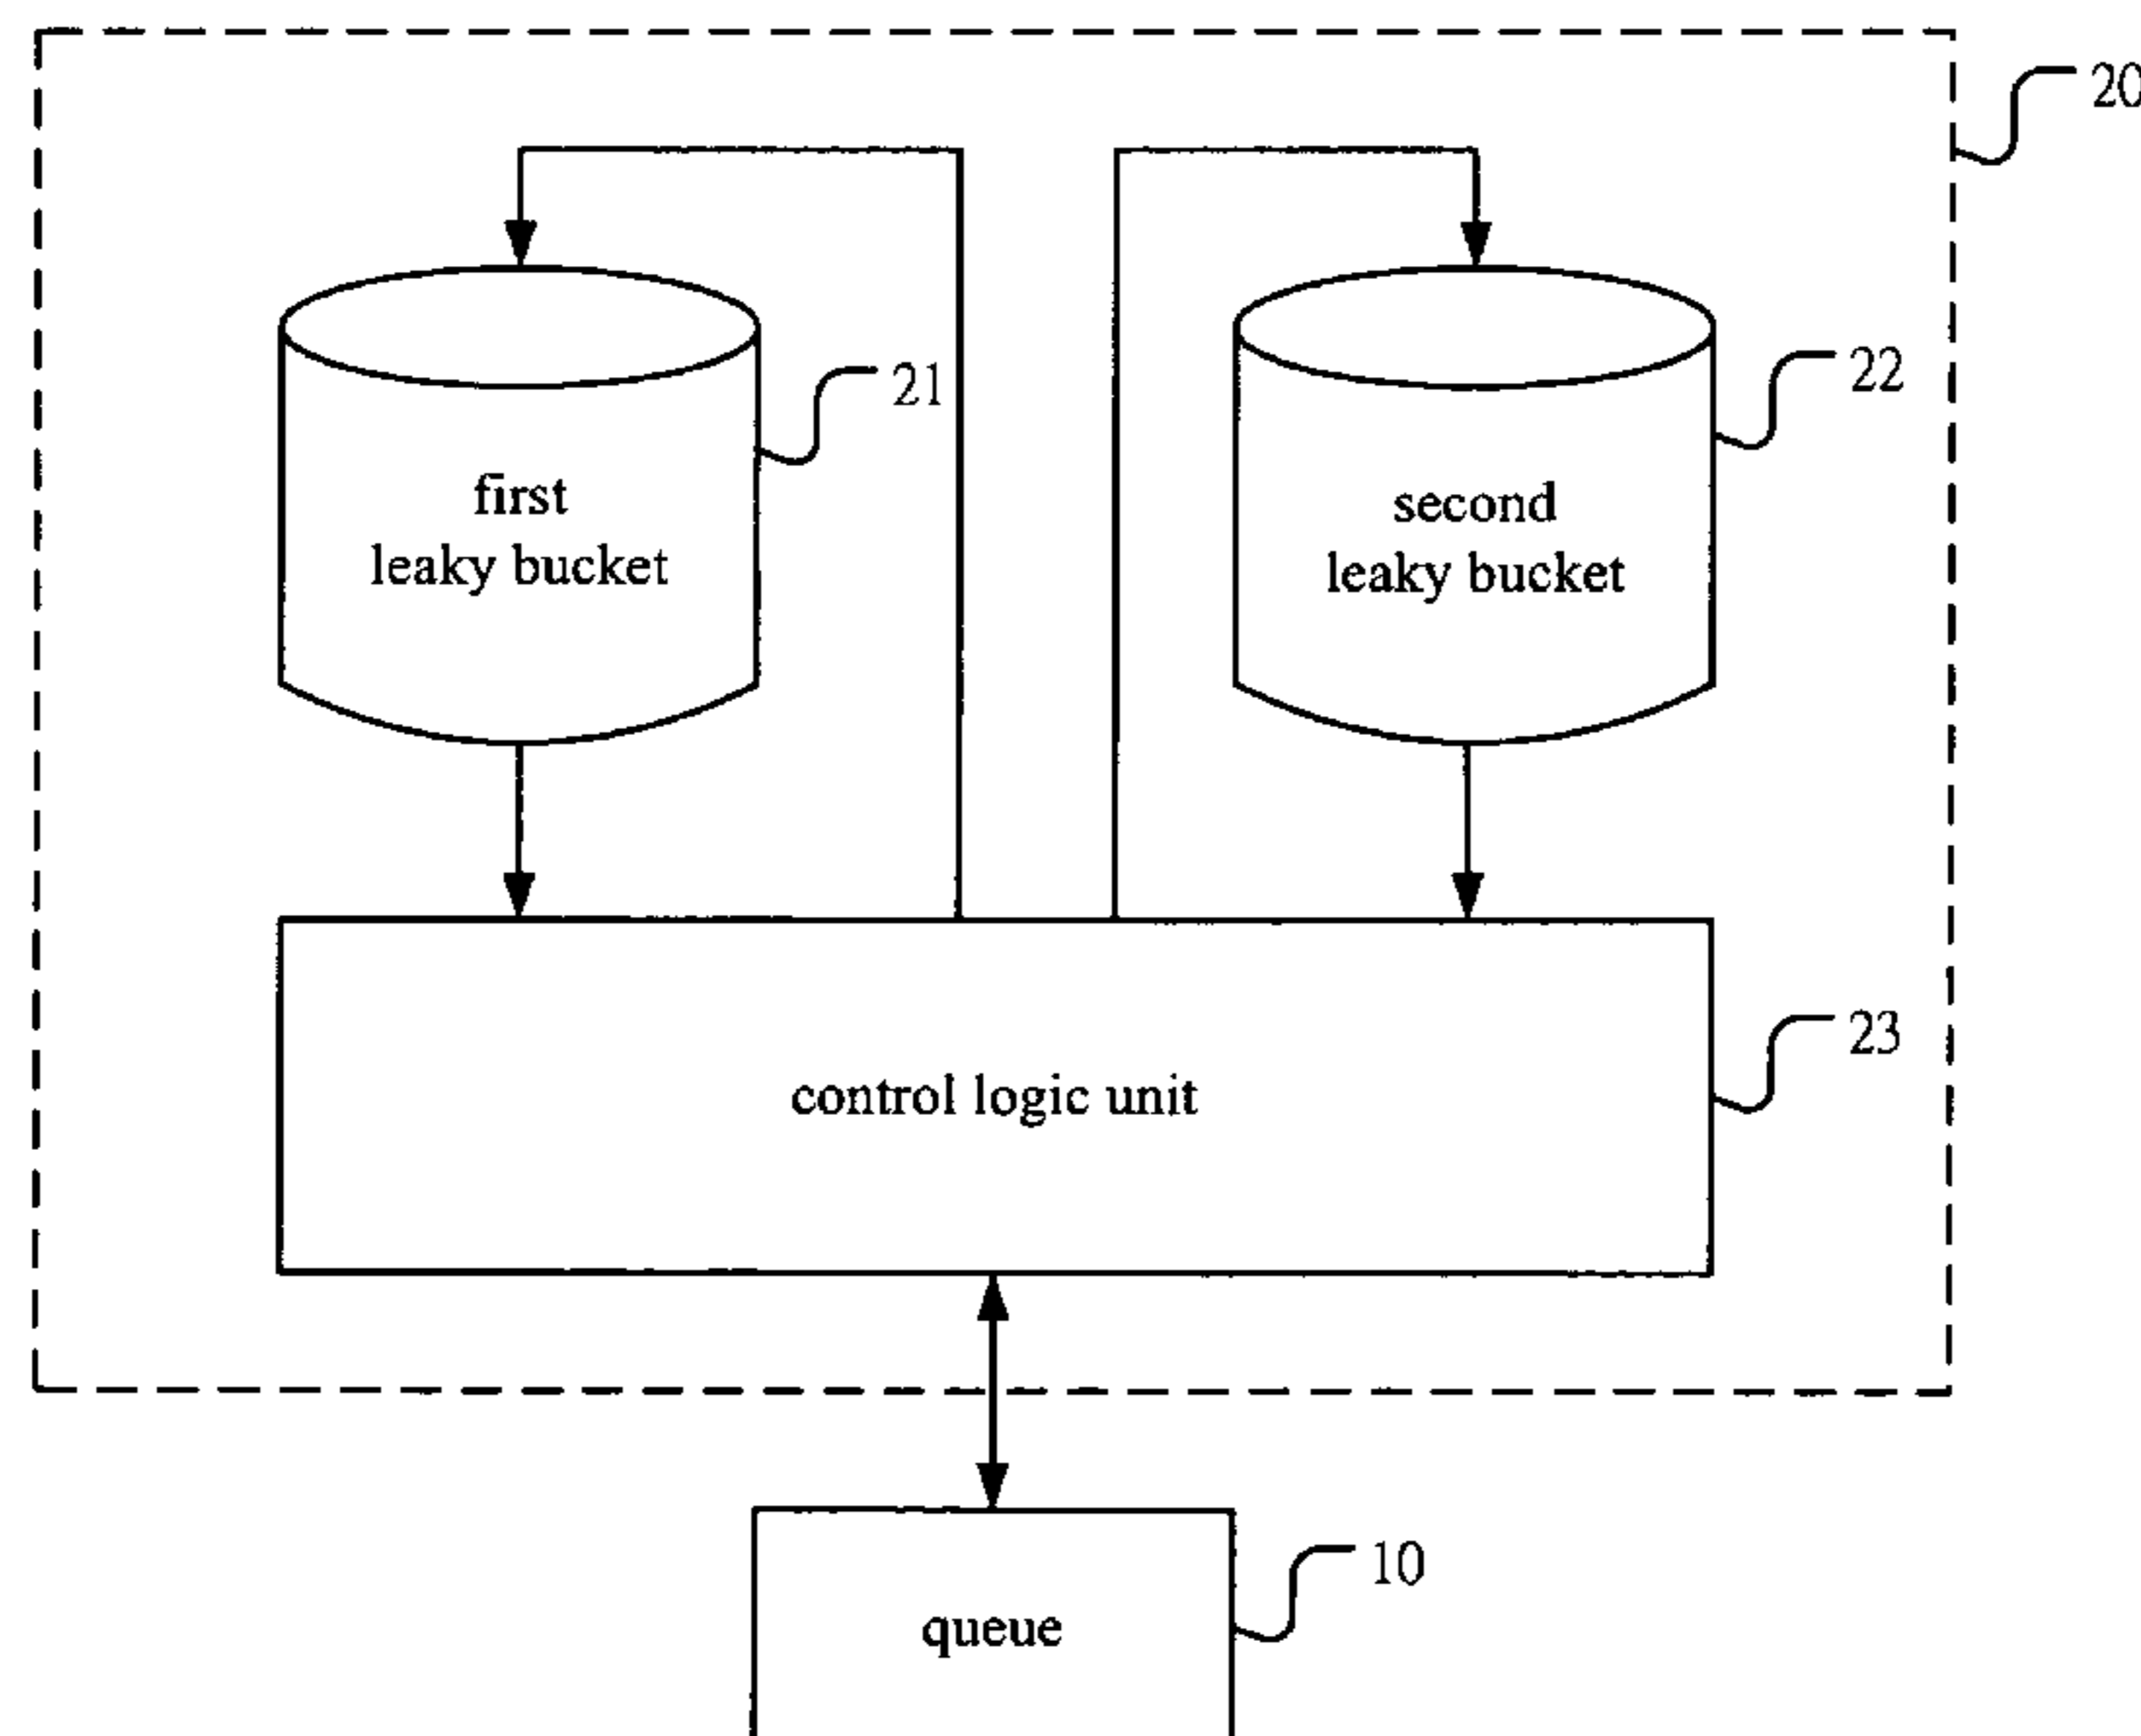 20
21
22
first
leaky bucket
second
leaky bucket
23
control logic unit
10
queue